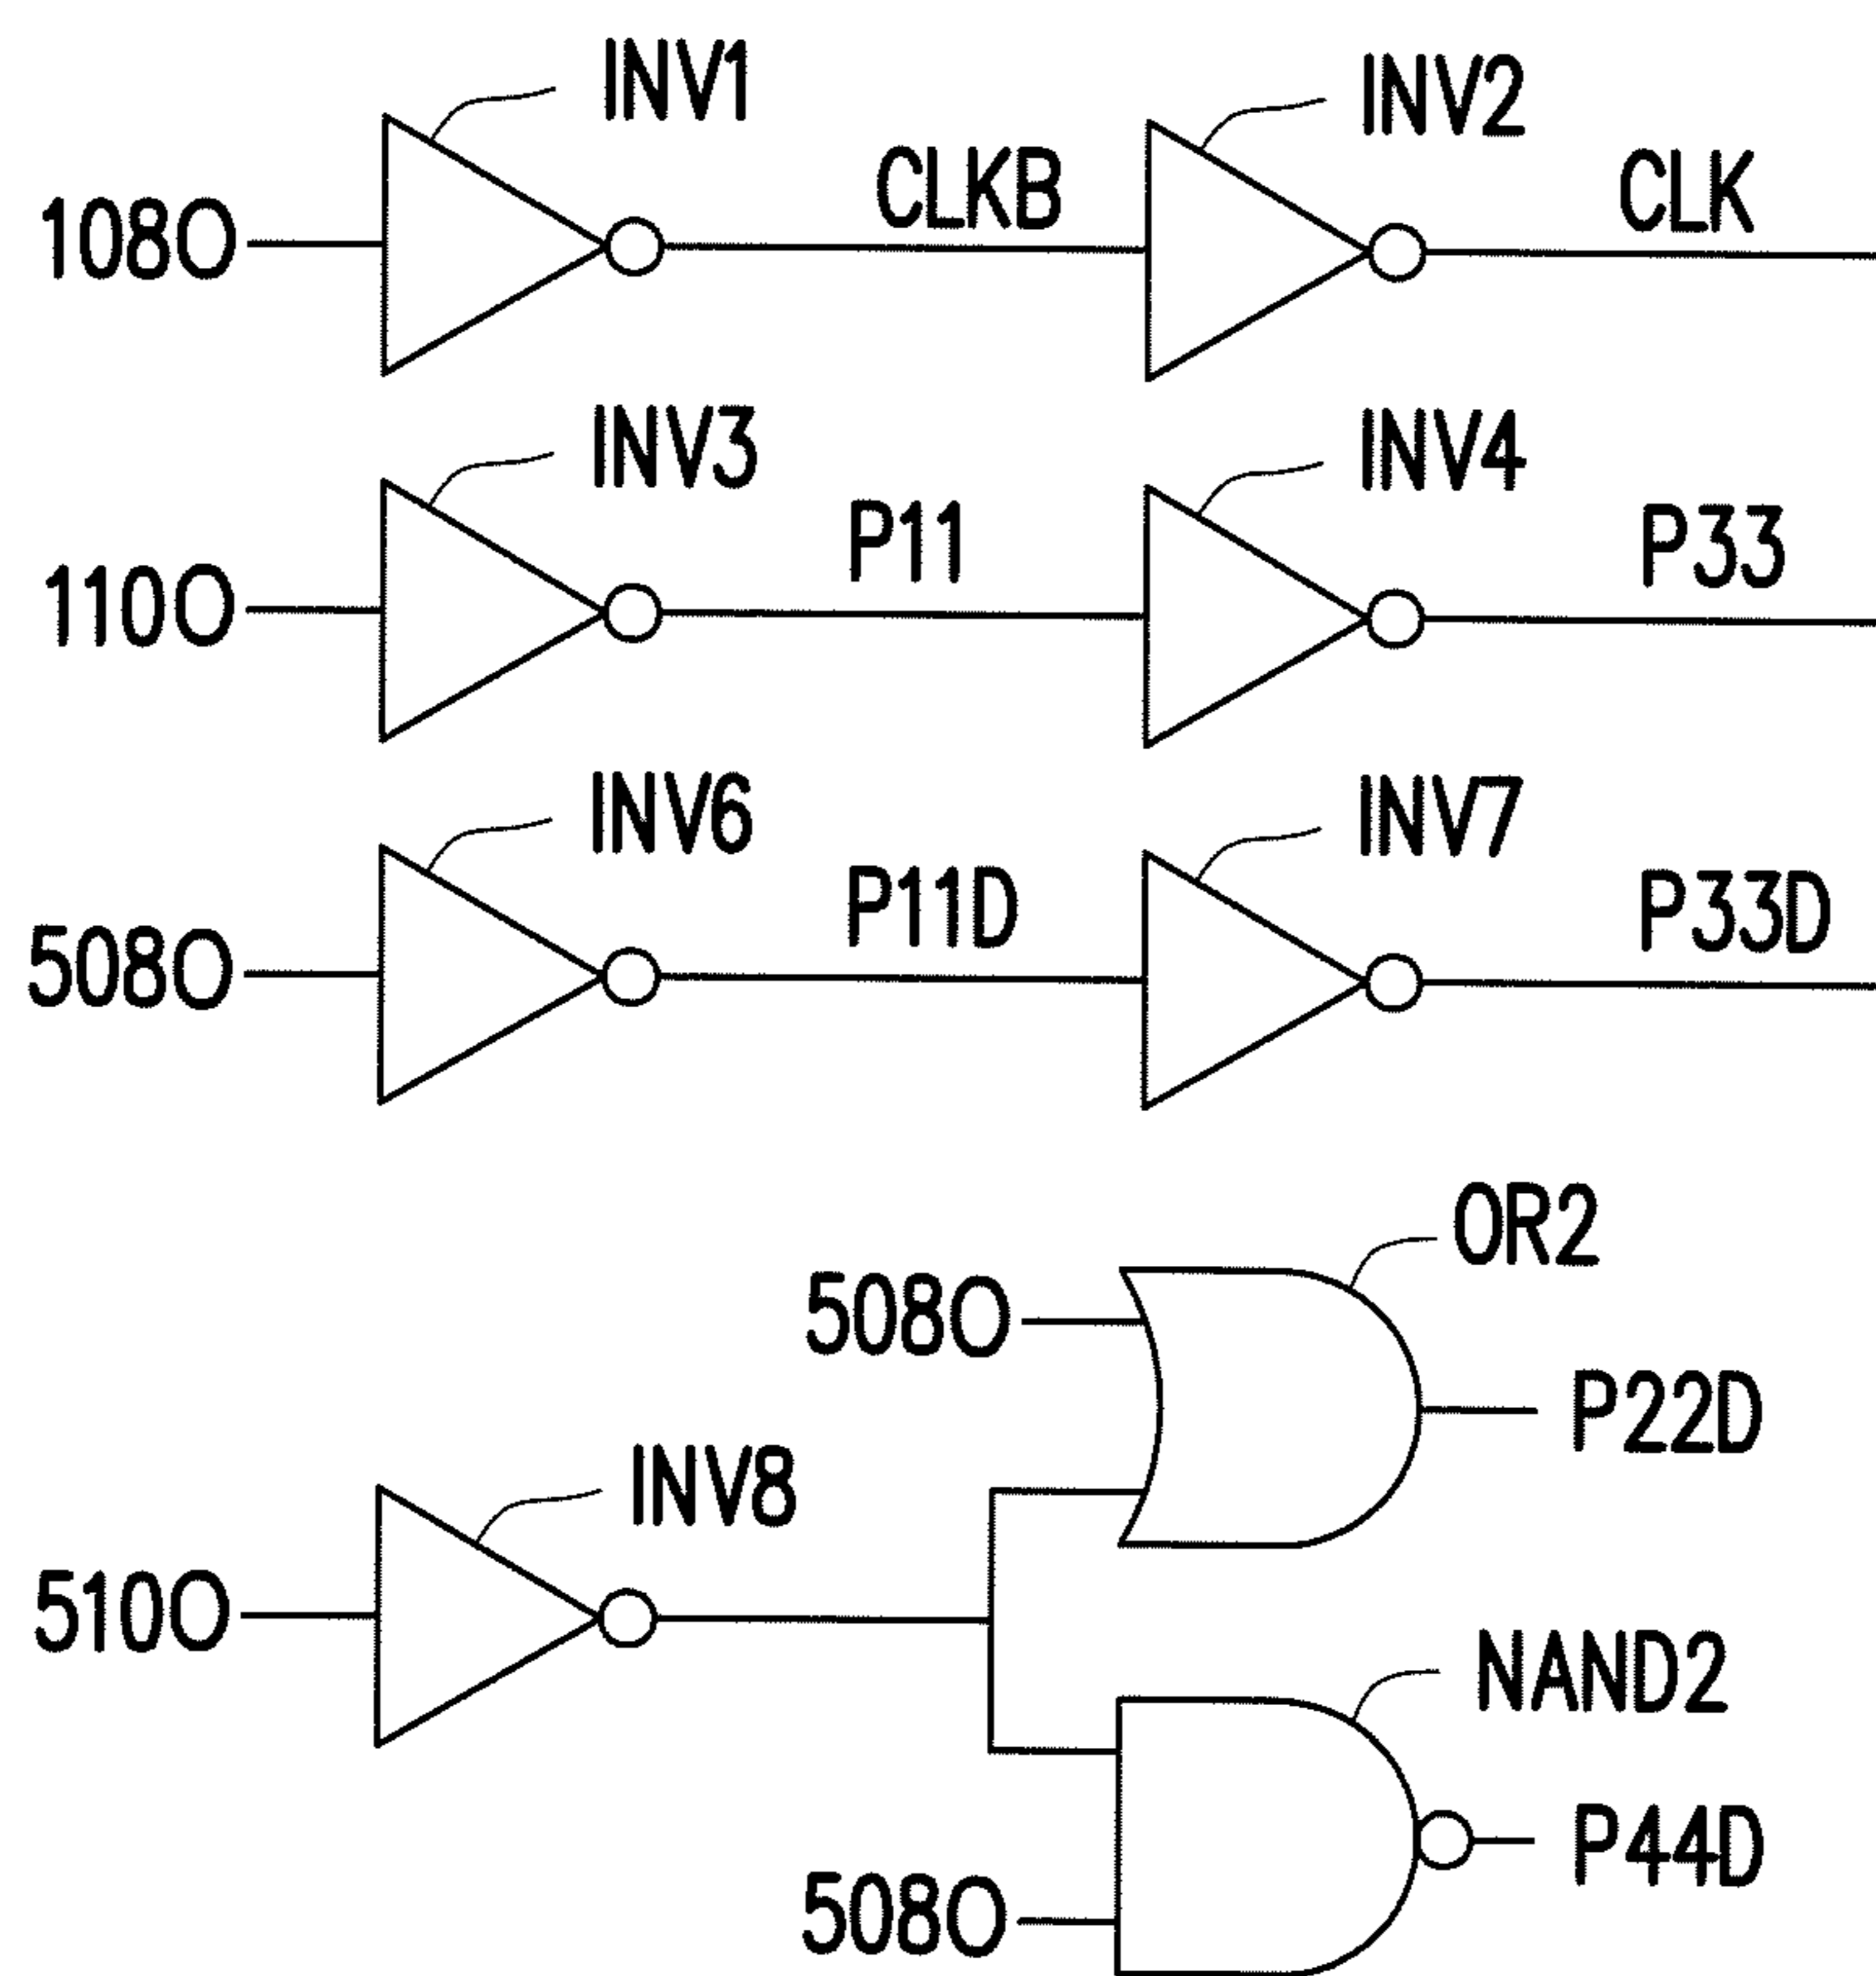 INV1
INV2
108O
CLKB
CLK
INV3
INV4
110O
P11
P33
INV6
INV7
508O
P11D
P33D
OR2
508O
P22D
INV8
510O
NAND2
P44D
508O